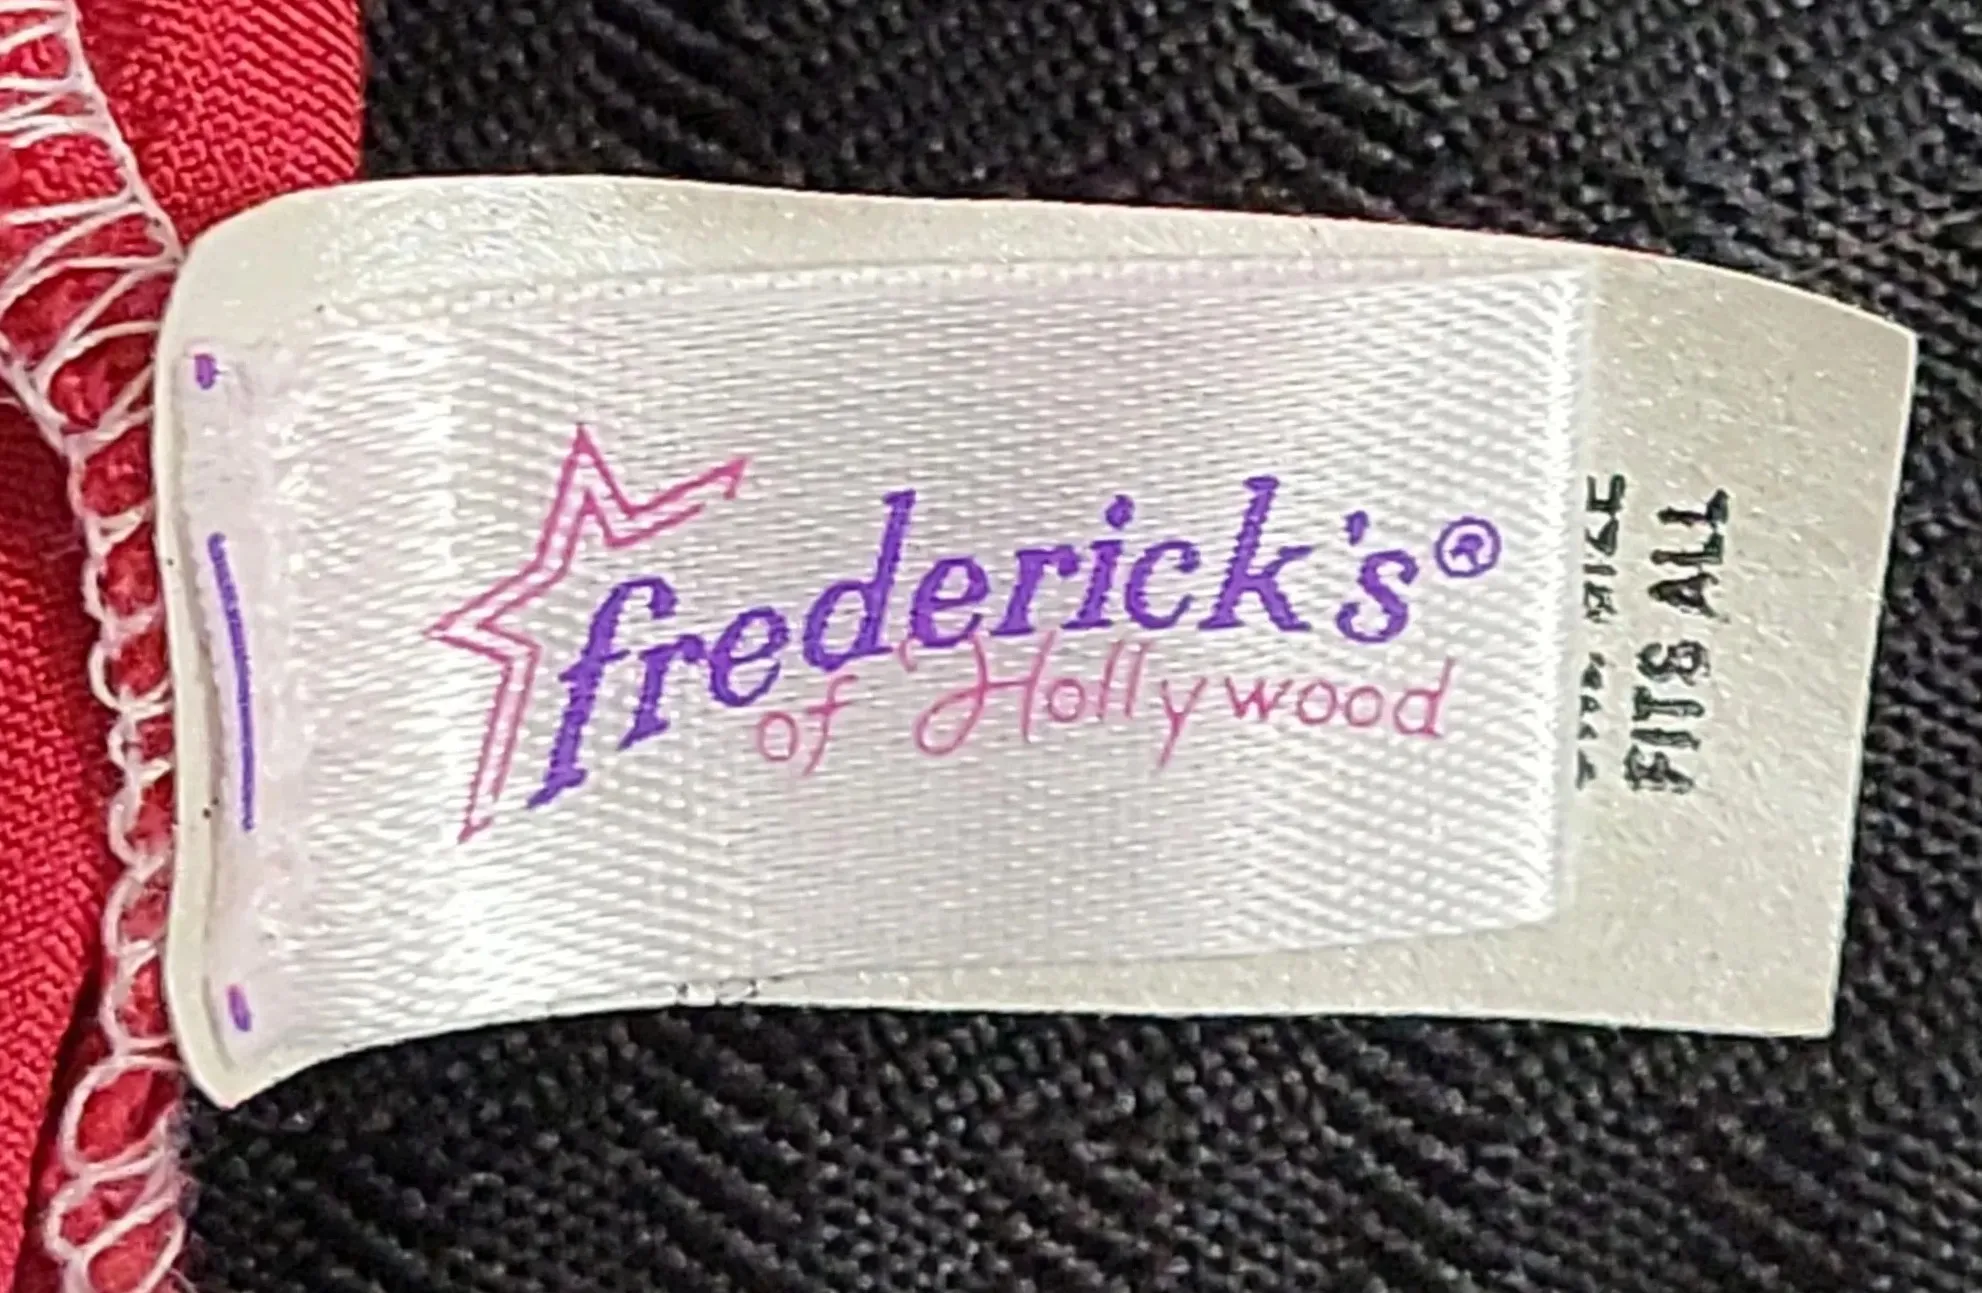 frederick's®
of Hollywood
FITS ALL